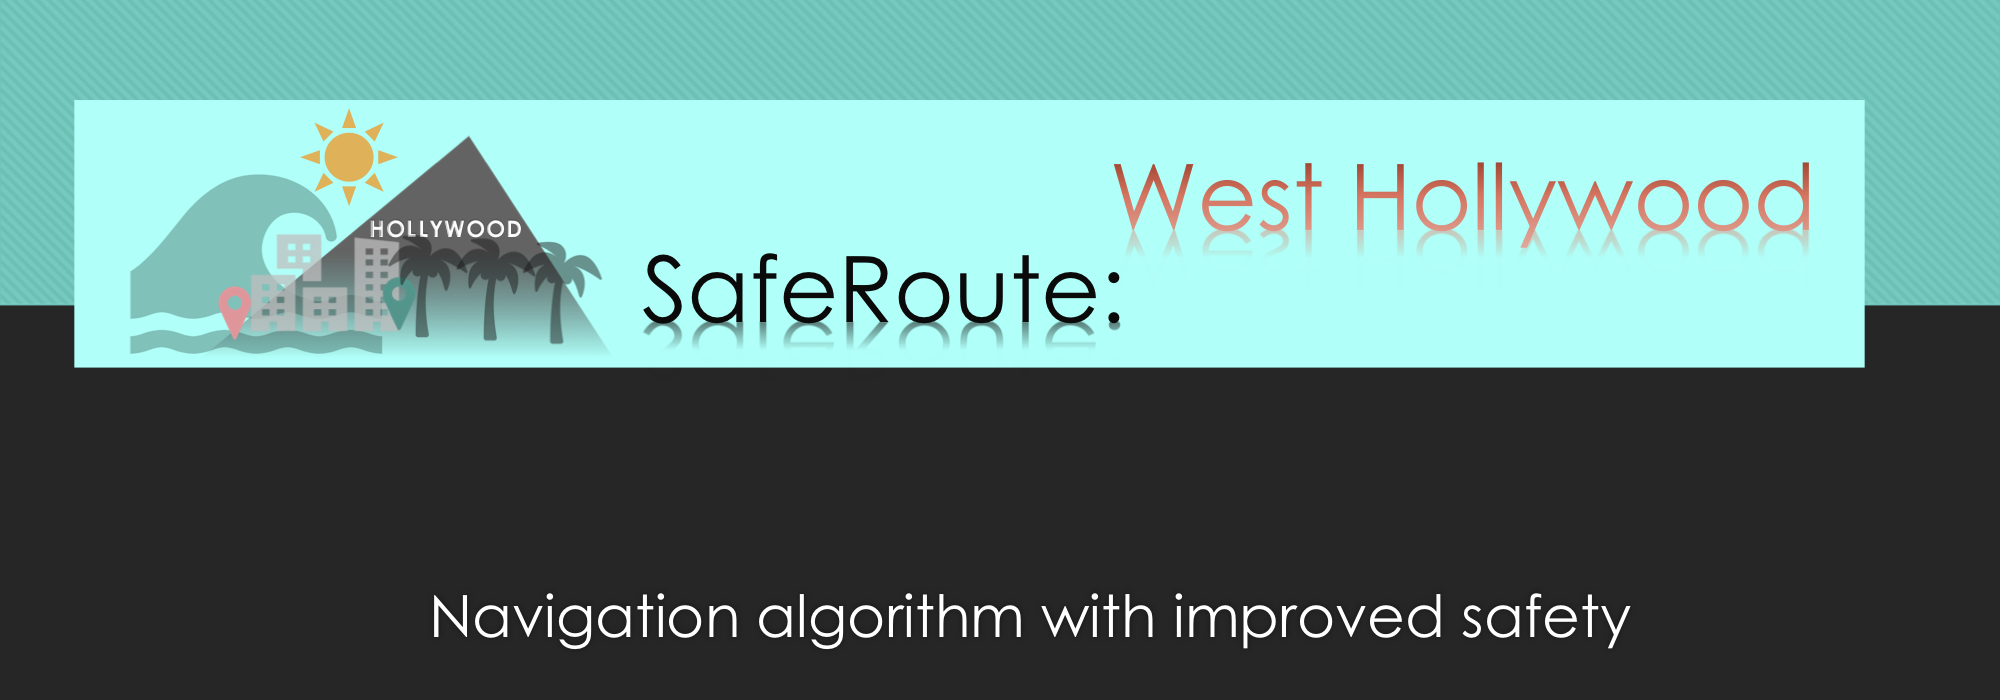 HOLLYWOOD
SafeRoute:
West Hollywood
Navigation algorithm with improved safety